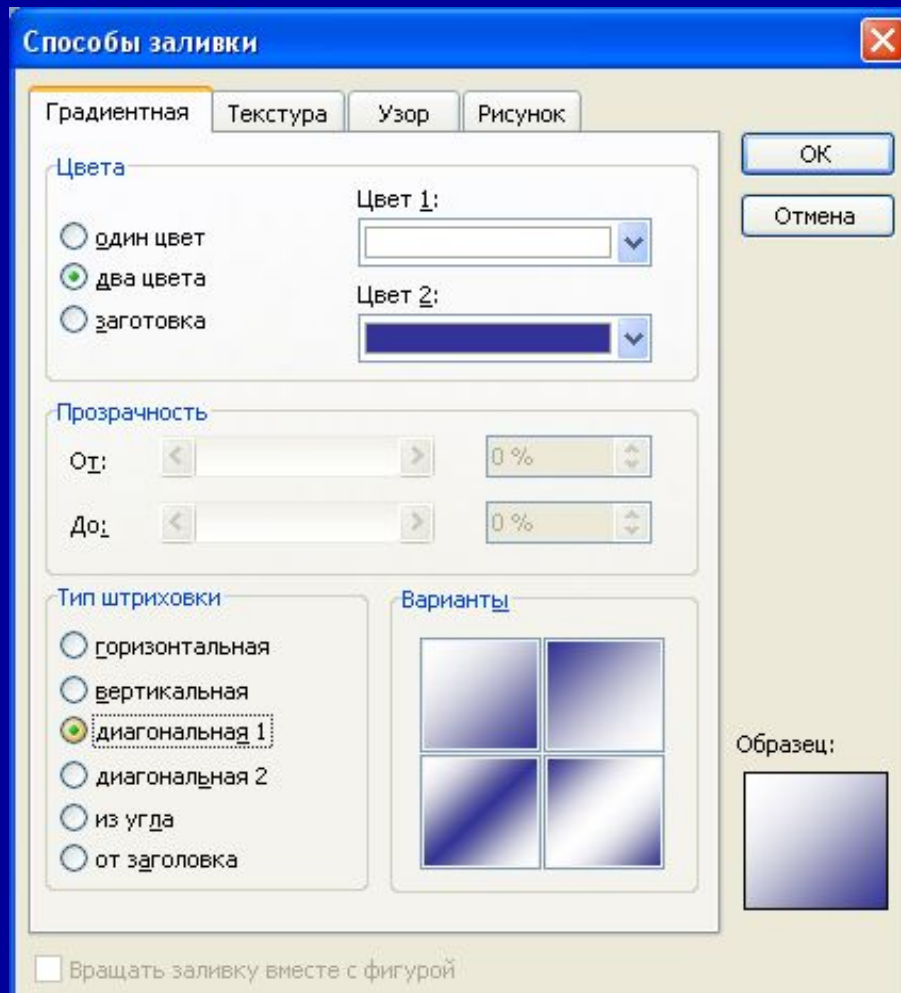 Способы заливки
Градиентная Текстура Узор Рисунок
Цвета
один цвет
два цвета
заготовка
Цвет 1:
Цвет 2:
ОК
Отмена
Прозрачность
От: 0 %
До: 0 %
Тип штриховки
горизонтальная
вертикальная
диагональная 1
диагональная 2
из угла
от заголовка
Варианты
Образец:
Вращать заливку вместе с фигурой